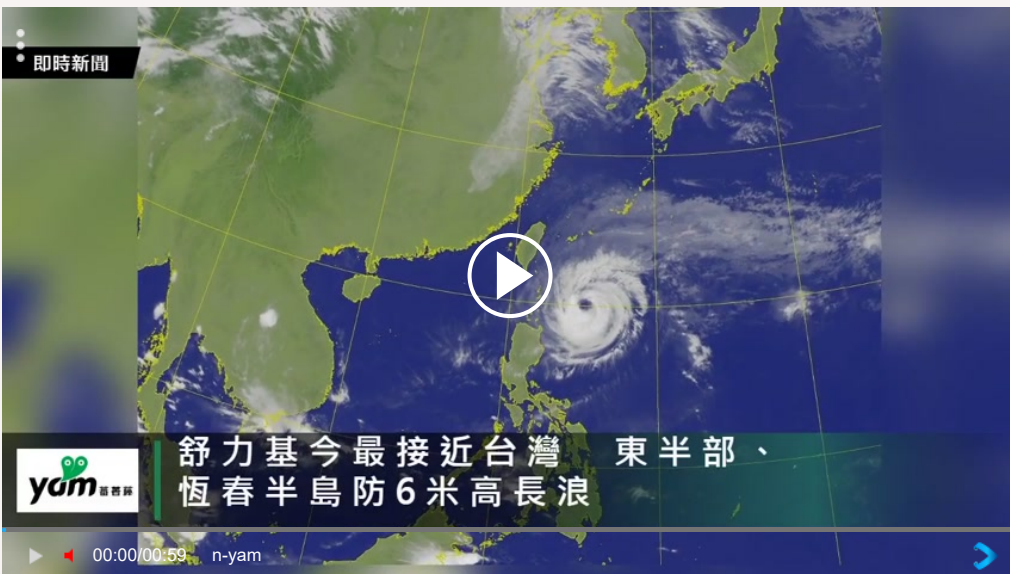 即時新聞
舒力基今最接近台灣 東半部、
恆春半島防6米高長浪
yam 蕃薯藤
00:00/00:59 n-yam